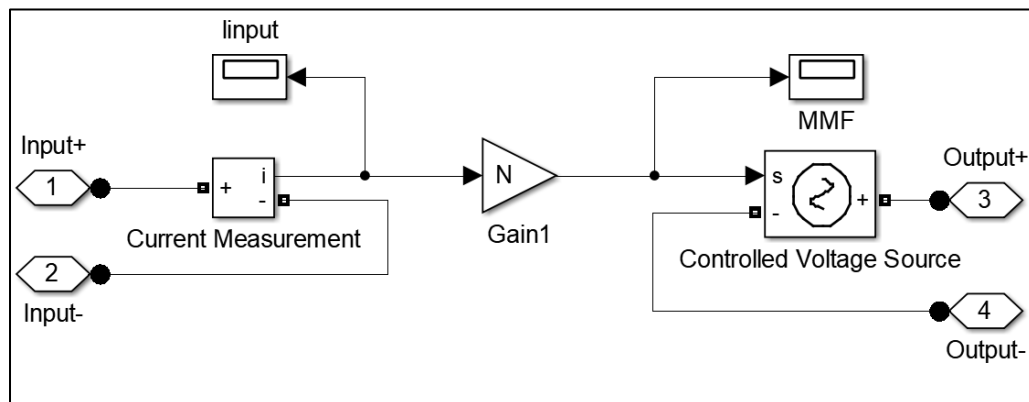 Iinput
MMF
Input+
1
+
i
-
Current Measurement
N
Gain1
s
-
+
Controlled Voltage Source
Output+
3
2
Input-
4
Output-